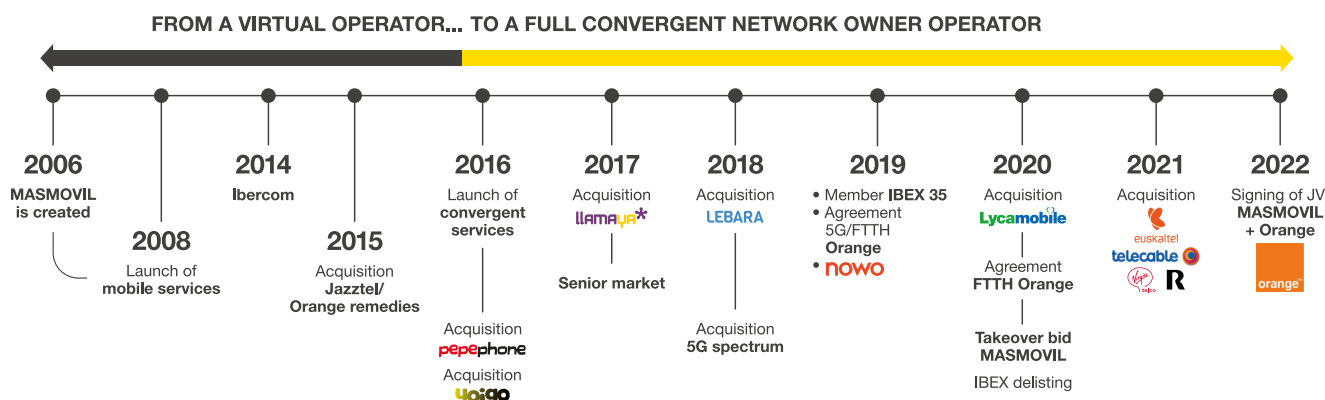 FROM A VIRTUAL OPERATOR... TO A FULL CONVERGENT NETWORK OWNER OPERATOR
2006
MASMOVIL
is created
2008
Launch of
mobile services
2014
Ibercom
2015
Acquisition
Jazztel/
Orange remedies
2016
Launch of
convergent
services
Acquisition
pepephone
Acquisition
yoigo
2017
Acquisition
llamaya*
Senior market
2018
Acquisition
LEBARA
Acquisition
5G spectrum
2019
• Member IBEX 35
• Agreement
5G/FTTH
Orange
• nowo
2020
Acquisition
Lycamobile
Agreement
FTTH Orange
Takeover bid
MASMOVIL
IBEX delisting
2021
Acquisition
euskaltel
telecable
Virgin
telco
R
2022
Signing of JV
MASMOVIL
+ Orange
orange™